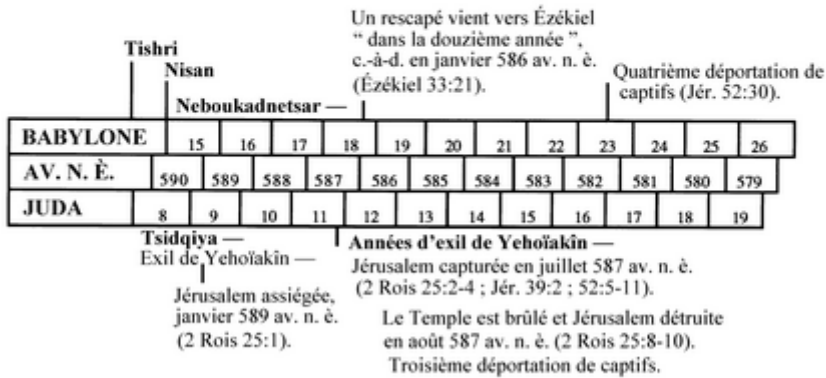 Un rescapé vient vers Ézékiel
“ dans la douzième année ”,
c.-à-d. en janvier 586 av. n. è.
(Ézékiel 33:21).
Tishri
Nisan
Neboukadnetsar —
Quatrième déportation de
captifs (Jér. 52:30).
BABYLONE 15 16 17 18 19 20 21 22 23 24 25 26
AV. N. È. 590 589 588 587 586 585 584 583 582 581 580 579
JUDA 8 9 10 11 12 13 14 15 16 17 18 19
Tsidqiya —
Exil de Yehoïakîn —
Jérusalem assiégée,
janvier 589 av. n. è.
(2 Rois 25:1).
Années d’exil de Yehoïakîn —
Jérusalem capturée en juillet 587 av. n. è.
(2 Rois 25:2-4 ; Jér. 39:2 ; 52:5-11).
Le Temple est brûlé et Jérusalem détruite
en août 587 av. n. è. (2 Rois 25:8-10).
Troisième déportation de captifs.